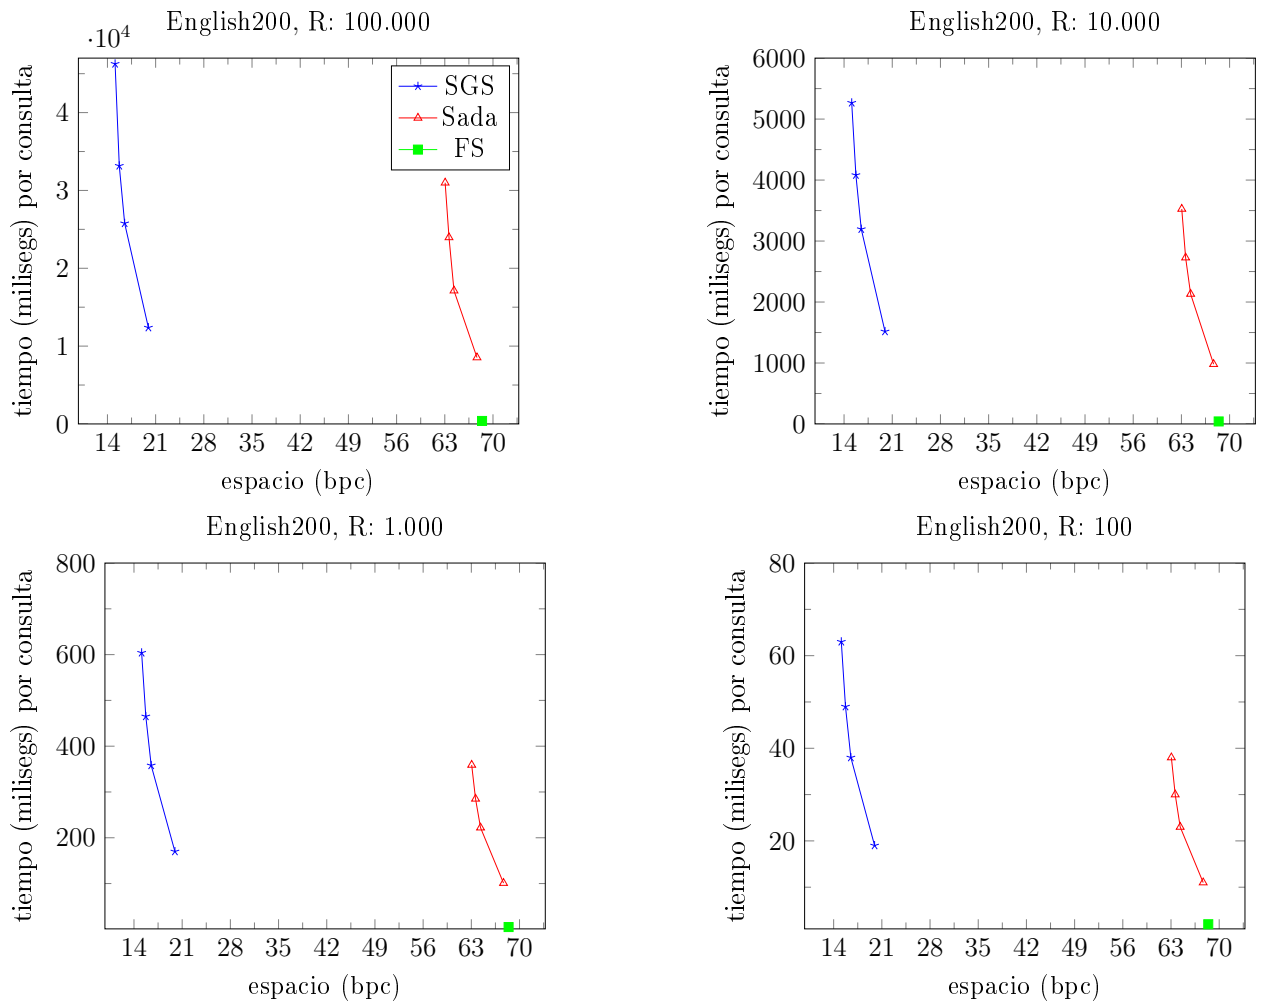 English200, R: 100.000
·10⁴
tiempo (milisegs) por consulta
4
3
2
1
0
SGS
Sada
FS
14 21 28 35 42 49 56 63 70
espacio (bpc)
English200, R: 10.000
tiempo (milisegs) por consulta
6000
5000
4000
3000
2000
1000
0
14 21 28 35 42 49 56 63 70
espacio (bpc)
English200, R: 1.000
tiempo (milisegs) por consulta
800
600
400
200
14 21 28 35 42 49 56 63 70
espacio (bpc)
English200, R: 100
tiempo (milisegs) por consulta
80
60
40
20
14 21 28 35 42 49 56 63 70
espacio (bpc)